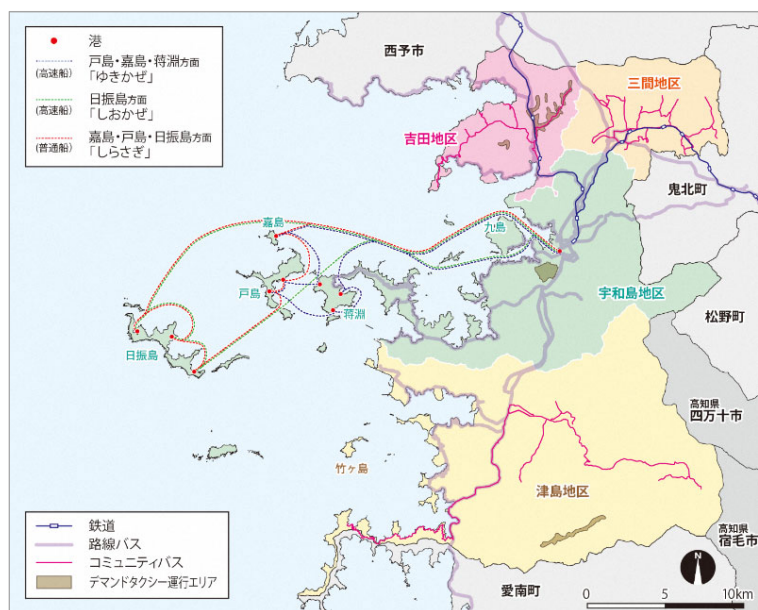 港
戸島・嘉島・蒋淵方面
(高速船)「ゆきかぜ」
日振島方面
(高速船)「しおかぜ」
嘉島・戸島・日振島方面
(普通船)「しらさぎ」
西予市
三間地区
吉田地区
鬼北町
嘉島
九島
戸島
蒋淵
宇和島地区
日振島
松野町
高知県
四万十市
竹ヶ島
津島地区
高知県
宿毛市
愛南町
鉄道
路線バス
コミュニティバス
デマンドタクシー運行エリア
N
0 5 10km